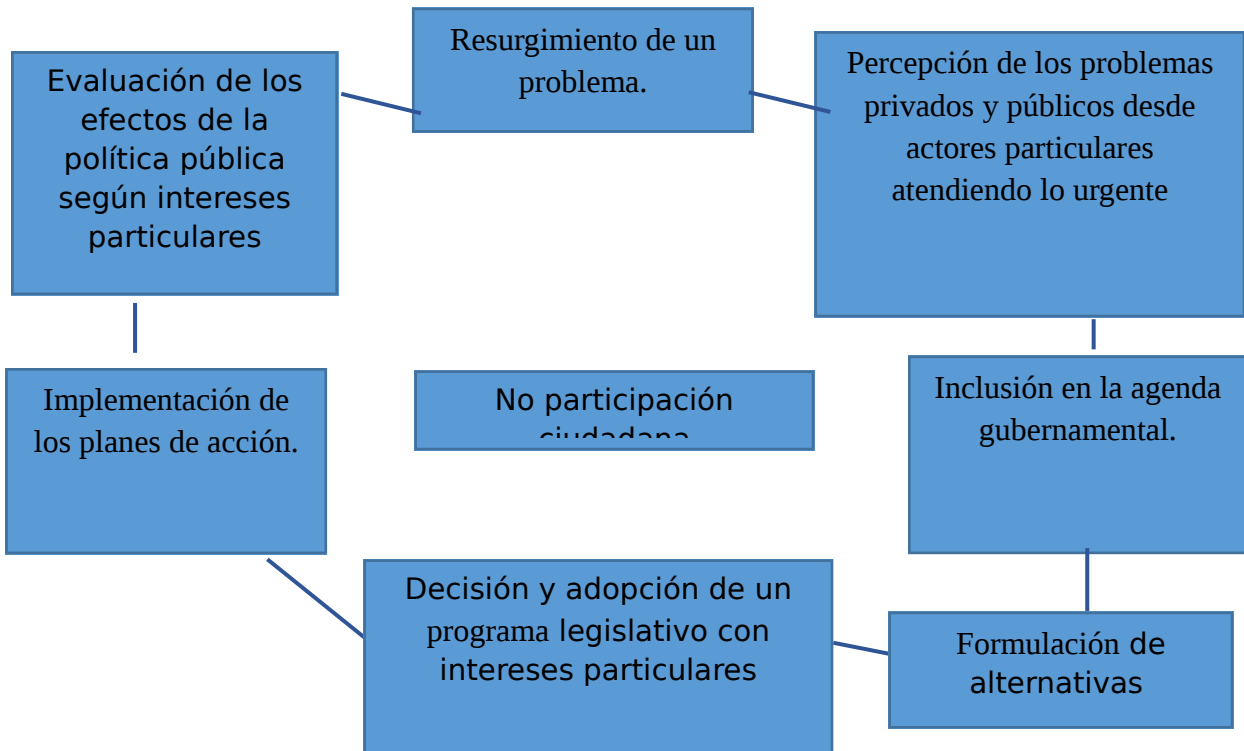 Resurgimiento de un
problema.
Percepción de los problemas
privados y públicos desde
actores particulares
atendiendo lo urgente
Inclusión en la agenda
gubernamental.
Formulación de
alternativas
Decisión y adopción de un
programa legislativo con
intereses particulares
Implementación de
los planes de acción.
Evaluación de los
efectos de la
política pública
según intereses
particulares
No participación
ciudadana